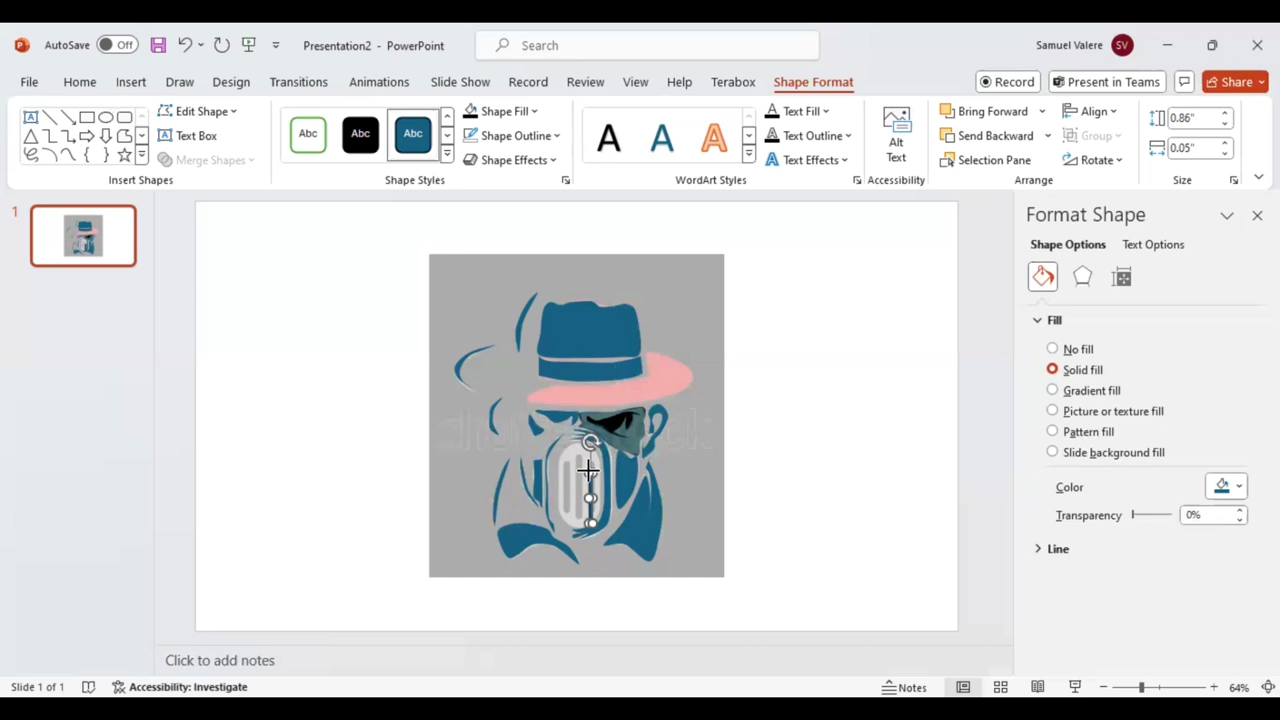 AutoSave Off Presentation2 - PowerPoint Search Samuel Valere SV
File Home Insert Draw Design Transitions Animations Slide Show Record Review View Help Terabox Shape Format Record Present in Teams Share
Edit Shape Text Box Merge Shapes
Insert Shapes
Abc Abc Abc
Shape Fill Shape Outline Shape Effects
Shape Styles
A A A
Text Fill Text Outline Text Effects
WordArt Styles
Alt Text
Accessibility
Bring Forward Send Backward Selection Pane Align Group Rotate
Arrange
0.86"
0.05"
Size
1
Format Shape
Shape Options Text Options
Fill
No fill
Solid fill
Gradient fill
Picture or texture fill
Pattern fill
Slide background fill
Color
Transparency 0%
Line
Click to add notes
Slide 1 of 1 Accessibility: Investigate Notes 64%